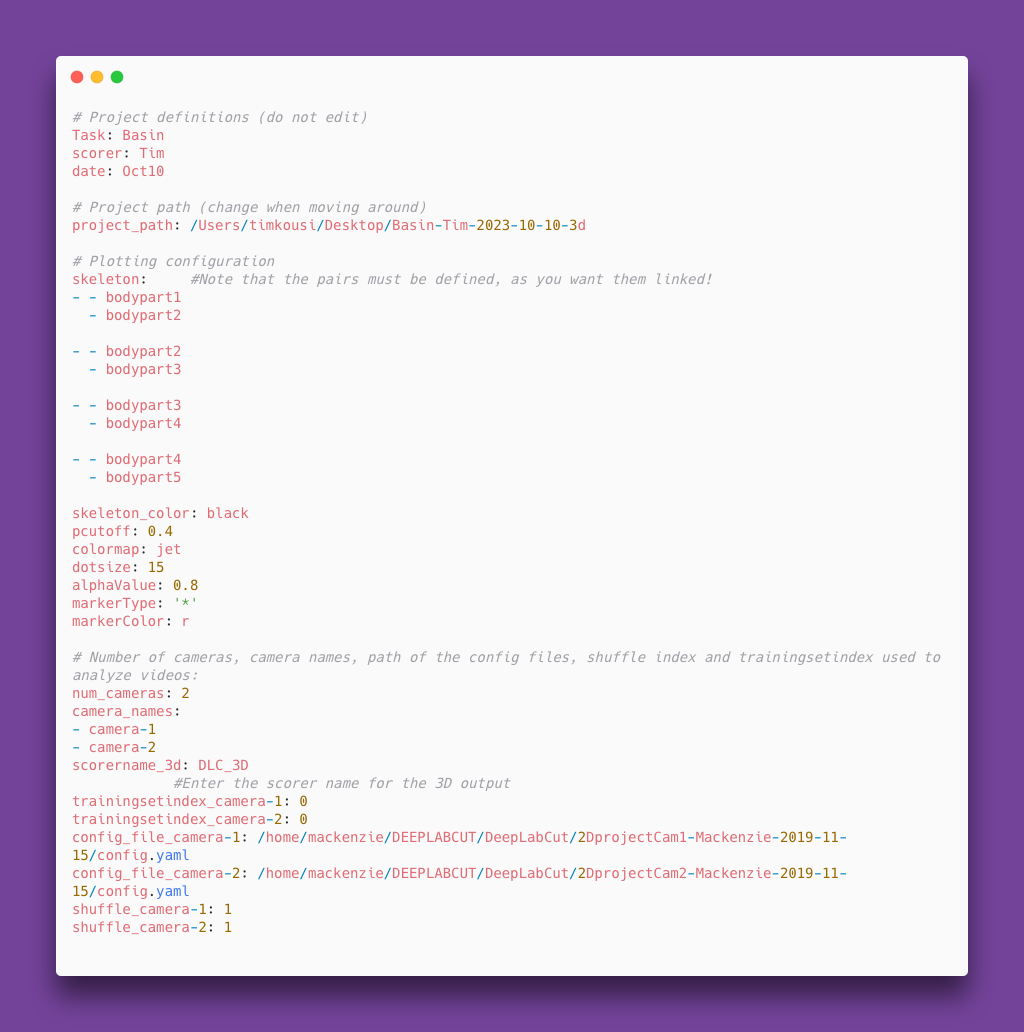 # Project definitions (do not edit)
Task: Basin
scorer: Tim
date: Oct10

# Project path (change when moving around)
project_path: /Users/timkousi/Desktop/Basin-Tim-2023-10-10-3d

# Plotting configuration
skeleton:     #Note that the pairs must be defined, as you want them linked!
- - bodypart1
  - bodypart2

- - bodypart2
  - bodypart3

- - bodypart3
  - bodypart4

- - bodypart4
  - bodypart5

skeleton_color: black
pcutoff: 0.4
colormap: jet
dotsize: 15
alphaValue: 0.8
markerType: '*'
markerColor: r

# Number of cameras, camera names, path of the config files, shuffle index and trainingsetindex used to
analyze videos:
num_cameras: 2
camera_names:
- camera-1
- camera-2
scorername_3d: DLC_3D
            #Enter the scorer name for the 3D output
trainingsetindex_camera-1: 0
trainingsetindex_camera-2: 0
config_file_camera-1: /home/mackenzie/DEEPLABCUT/DeepLabCut/2DprojectCam1-Mackenzie-2019-11-
15/config.yaml
config_file_camera-2: /home/mackenzie/DEEPLABCUT/DeepLabCut/2DprojectCam2-Mackenzie-2019-11-
15/config.yaml
shuffle_camera-1: 1
shuffle_camera-2: 1